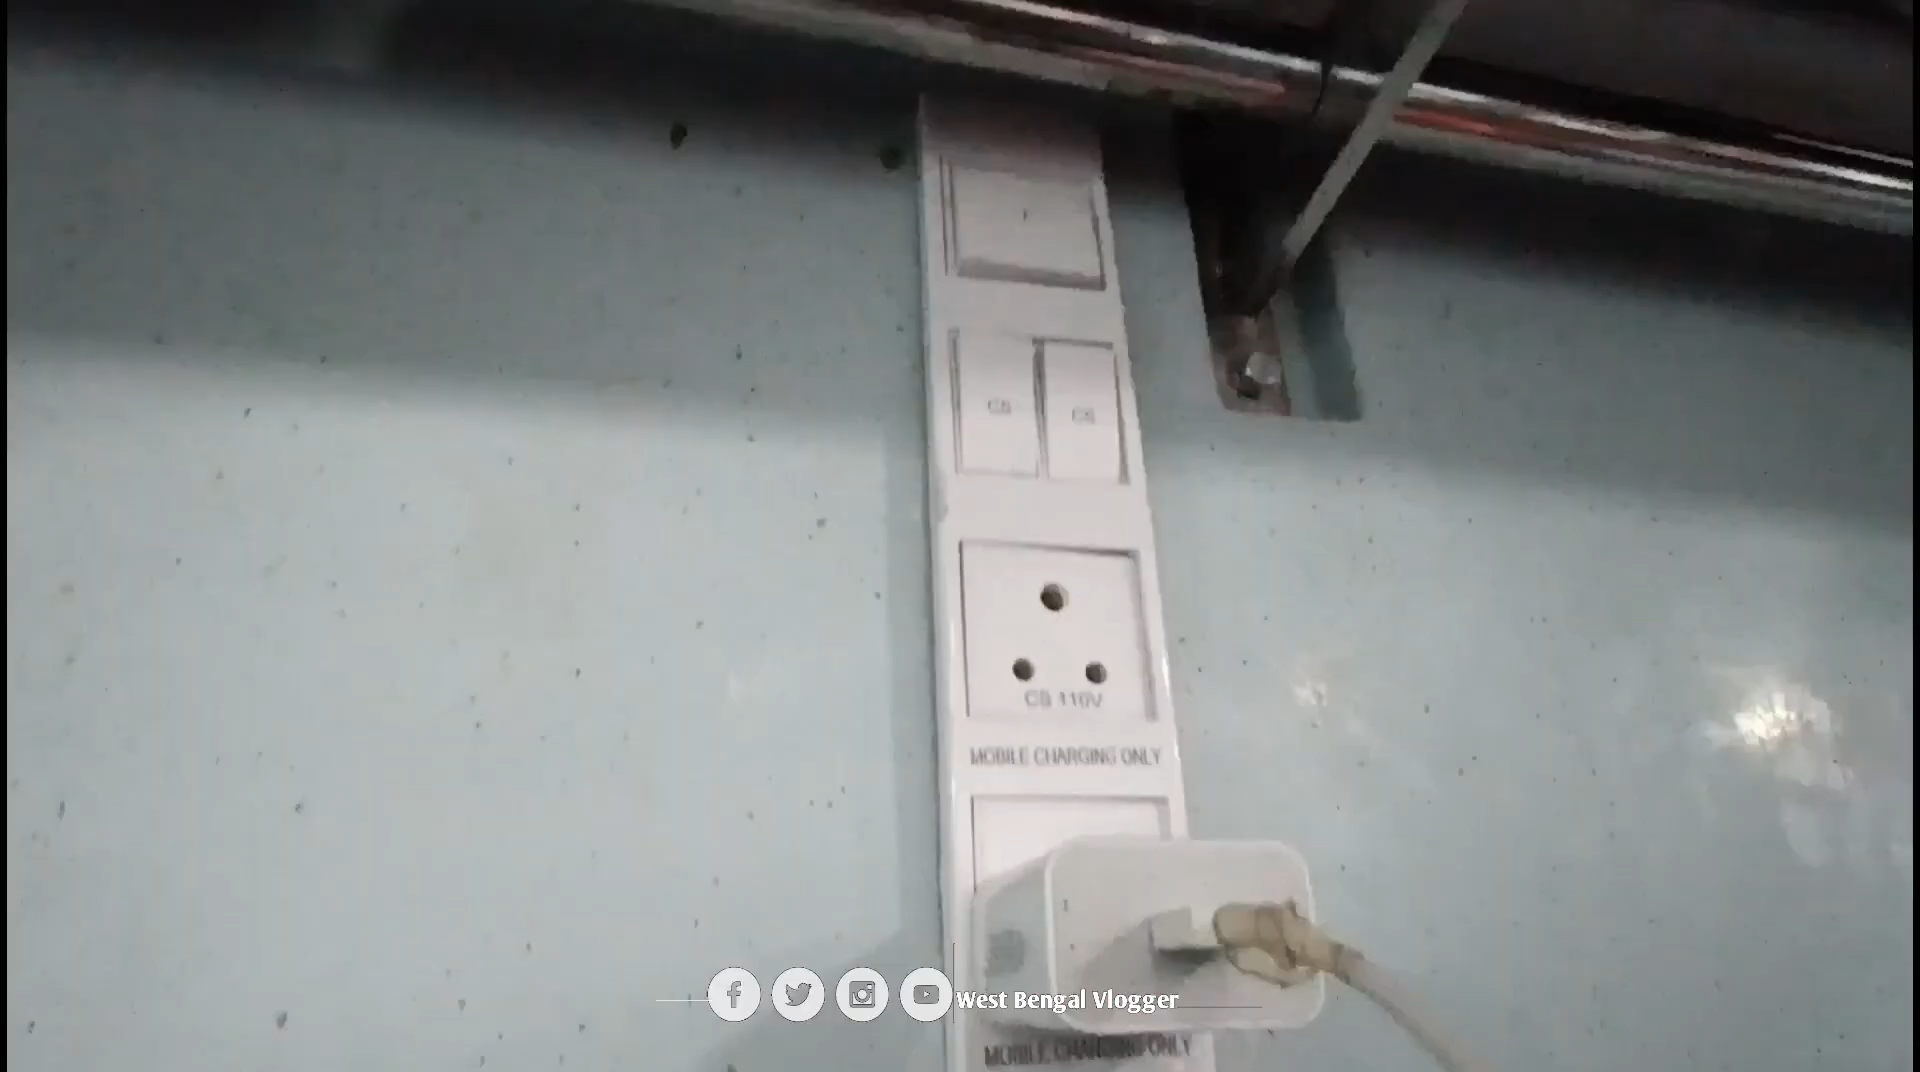 CS CS
CS 110V
MOBILE CHARGING ONLY
West Bengal Vlogger
MOBILE CHARGING ONLY